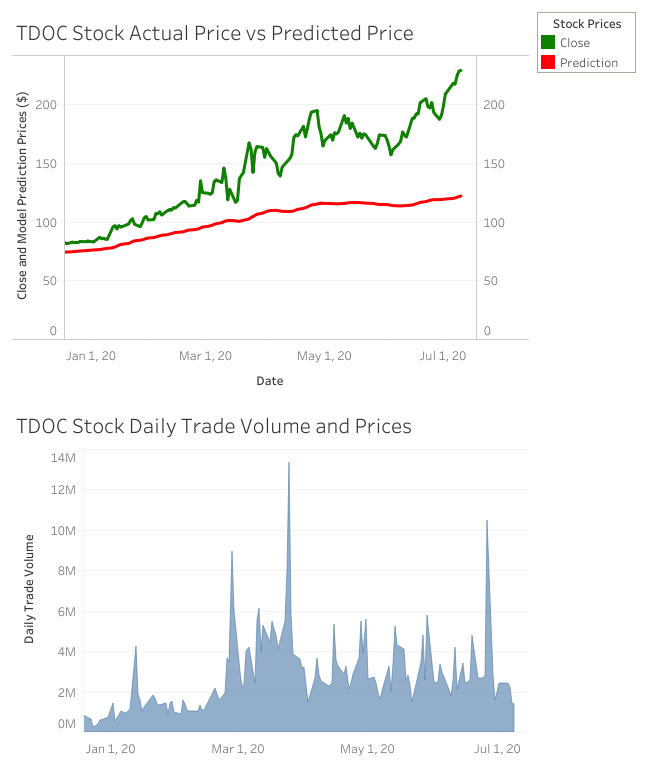 TDOC Stock Actual Price vs Predicted Price
Stock Prices
Close
Prediction
Close and Model Prediction Prices ($)
200
150
100
50
0
200
150
100
50
0
Jan 1, 20
Mar 1, 20
May 1, 20
Jul 1, 20
Date
TDOC Stock Daily Trade Volume and Prices
Daily Trade Volume
14M
12M
10M
8M
6M
4M
2M
0M
Jan 1, 20
Mar 1, 20
May 1, 20
Jul 1, 20